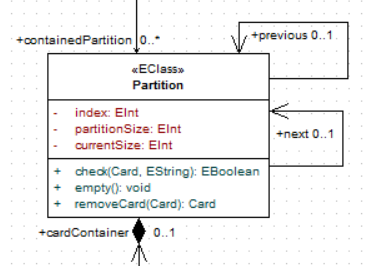 +previous 0..1
+containedPartition 0..*
«EClass»
Partition
- index: EInt
- partitionSize: EInt
- currentSize: EInt
+next 0..1
+ check(Card, EString): EBoolean
+ empty(): void
+ removeCard(Card): Card
+cardContainer 0..1